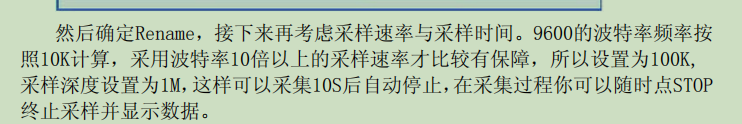 然后确定Rename，接下来再考虑采样速率与采样时间。9600的波特率频率按
照10K计算，采用波特率10倍以上的采样速率才比较有保障，所以设置为100K，
采样深度设置为1M，这样可以采集10S后自动停止，在采集过程你可以随时点STOP
终止采样并显示数据。